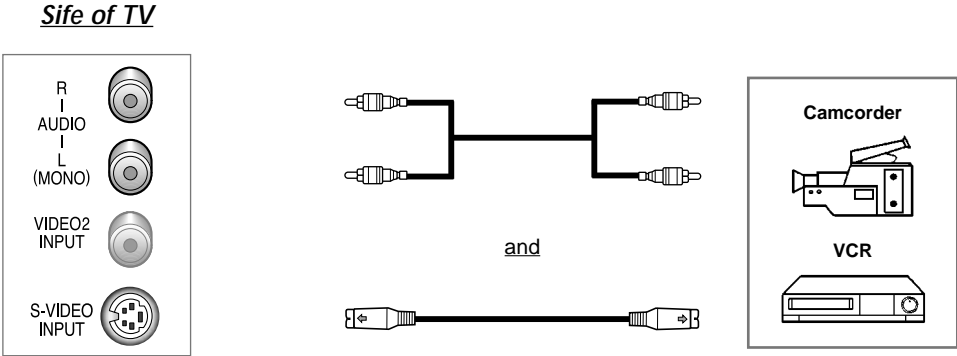 Sife of TV
R
AUDIO
L
(MONO)
VIDEO2
INPUT
S-VIDEO
INPUT
and
Camcorder
VCR